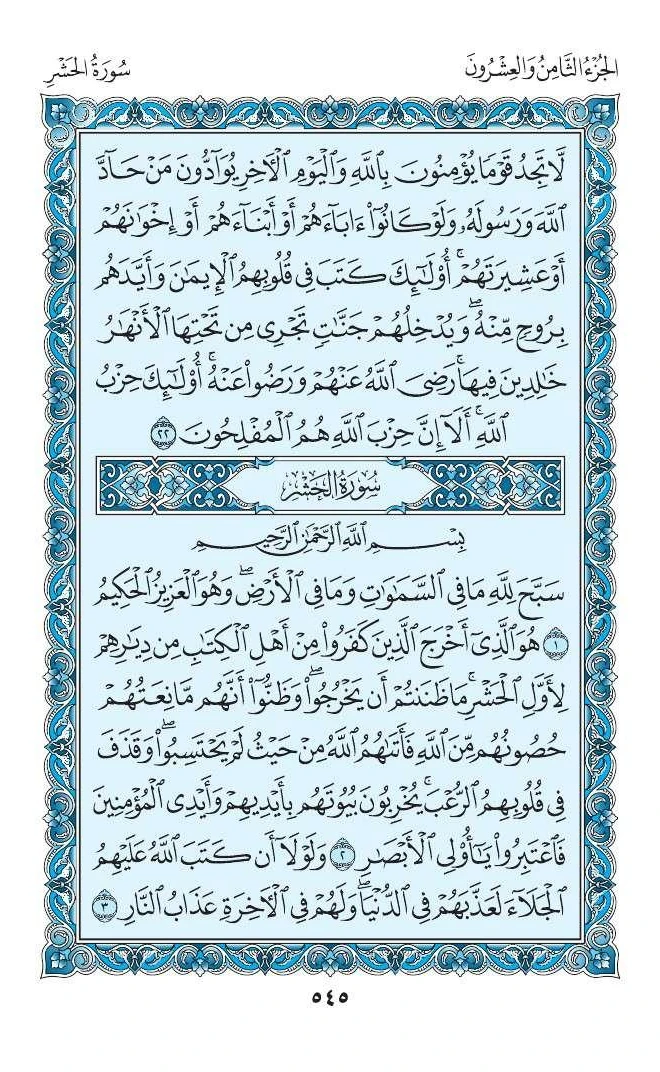 الجُزْءُ الثَّامِنُ وَالعِشْرُونَ
سُورَةُ الحَشْرِ
لَّا تَجِدُ قَوْمًا يُؤْمِنُونَ بِٱللَّهِ وَٱلْيَوْمِ ٱلْأَخِرِ يُوَآدُّونَ مَنْ حَآدَّ
ٱللَّهَ وَرَسُولَهُۥ وَلَوْ كَانُوٓا۟ ءَابَآءَهُمْ أَوْ أَبْنَآءَهُمْ أَوْ إِخْوَٰنَهُمْ
أَوْ عَشِيرَتَهُمْ ۚ أُو۟لَٰٓئِكَ كَتَبَ فِى قُلُوبِهِمُ ٱلْإِيمَٰنَ وَأَيَّدَهُم
بِرُوحٍ مِّنْهُ ۖ وَيُدْخِلُهُمْ جَنَّٰتٍ تَجْرِى مِن تَحْتِهَا ٱلْأَنْهَٰرُ
خَٰلِدِينَ فِيهَا ۚ رَضِىَ ٱللَّهُ عَنْهُمْ وَرَضُوا۟ عَنْهُ ۚ أُو۟لَٰٓئِكَ حِزْبُ
ٱللَّهِ ۚ أَلَآ إِنَّ حِزْبَ ٱللَّهِ هُمُ ٱلْمُفْلِحُونَ ٢٢
سُورَةُ الحَشْرِ
بِسْمِ ٱللَّهِ ٱلرَّحْمَٰنِ ٱلرَّحِيمِ
سَبَّحَ لِلَّهِ مَا فِى ٱلسَّمَٰوَٰتِ وَمَا فِى ٱلْأَرْضِ ۖ وَهُوَ ٱلْعَزِيزُ ٱلْحَكِيمُ
١ هُوَ ٱلَّذِىٓ أَخْرَجَ ٱلَّذِينَ كَفَرُوا۟ مِنْ أَهْلِ ٱلْكِتَٰبِ مِن دِيَٰرِهِمْ
لِأَوَّلِ ٱلْحَشْرِ ۚ مَا ظَنَنتُمْ أَن يَخْرُجُوا۟ ۖ وَظَنُّوٓا۟ أَنَّهُم مَّانِعَتُهُمْ
حُصُونُهُم مِّنَ ٱللَّهِ فَأَتَىٰهُمُ ٱللَّهُ مِنْ حَيْثُ لَمْ يَحْتَسِبُوا۟ ۖ وَقَذَفَ
فِى قُلُوبِهِمُ ٱلرُّعْبَ ۚ يُخْرِبُونَ بُيُوتَهُم بِأَيْدِيهِمْ وَأَيْدِى ٱلْمُؤْمِنِينَ
فَٱعْتَبِرُوا۟ يَٰٓأُو۟لِى ٱلْأَبْصَٰرِ ٢ وَلَوْلَآ أَن كَتَبَ ٱللَّهُ عَلَيْهِمُ
ٱلْجَلَآءَ لَعَذَّبَهُمْ فِى ٱلدُّنْيَا ۖ وَلَهُمْ فِى ٱلْأَخِرَةِ عَذَابُ ٱلنَّارِ ٣
٥٤٥